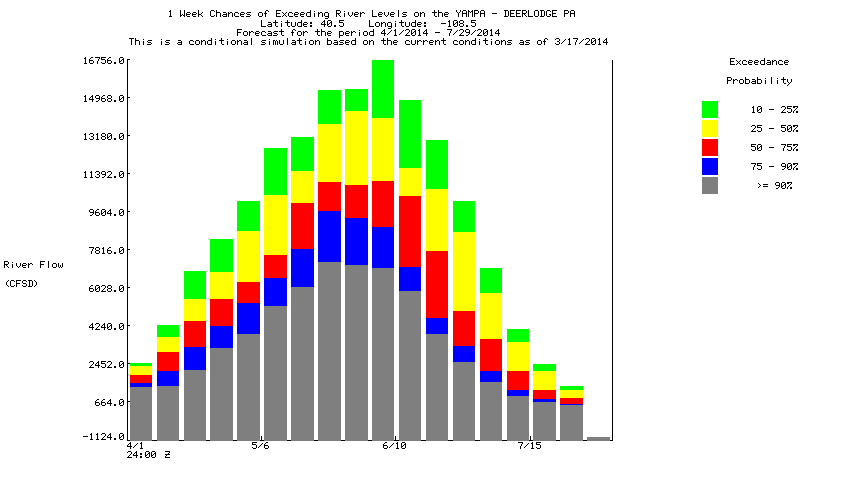 1 Week Chances of Exceeding River Levels on the YAMPA - DEERLODGE PA
Latitude: 40.5 Longitude: -108.5
Forecast for the period 4/1/2014 - 7/29/2014
This is a conditional simulation based on the current conditions as of 3/17/2014
16756.0
14968.0
13180.0
11392.0
9604.0
7816.0
6028.0
4240.0
2452.0
664.0
-1124.0
River Flow
(CFSD)
4/1 5/6 6/10 7/15
24:00 Z
Exceedance
Probability
10 - 25%
25 - 50%
50 - 75%
75 - 90%
>= 90%